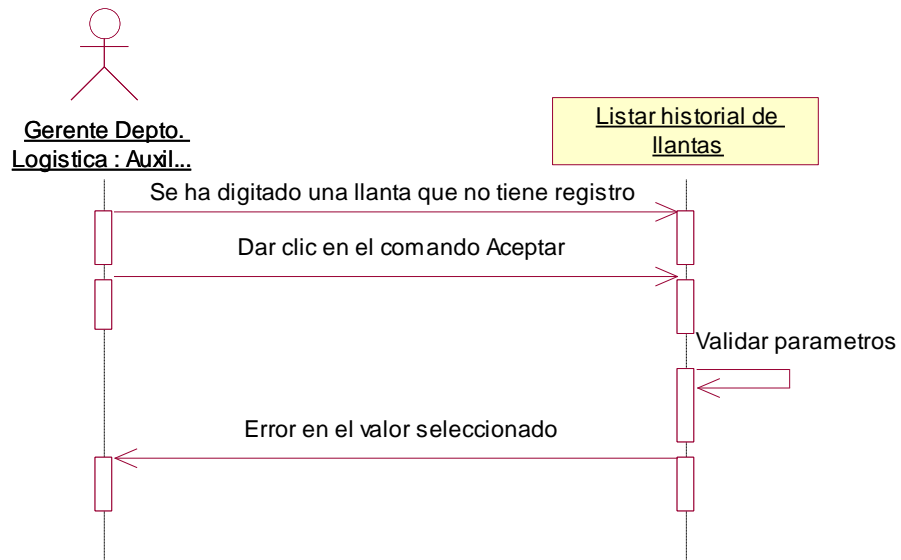 Gerente Depto.
Logistica : Auxil...
Listar historial de
llantas
Se ha digitado una llanta que no tiene registro
Dar clic en el comando Aceptar
Validar parametros
Error en el valor seleccionado